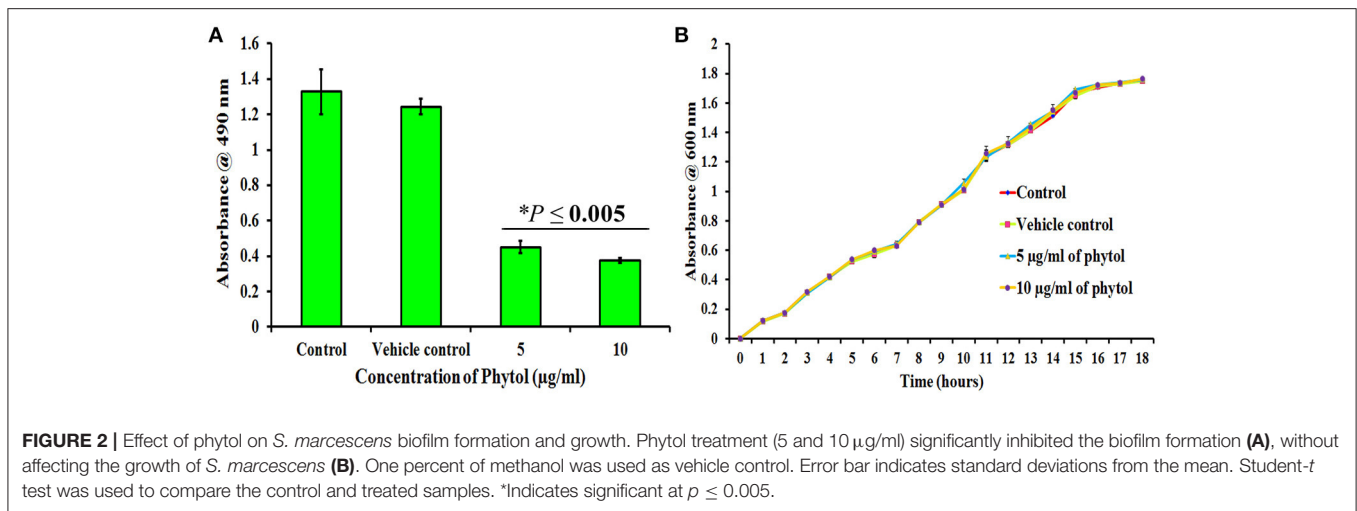 A
Absorbance @ 490 nm
1.6
1.4
1.2
1
0.8
0.6
0.4
0.2
0
*P ≤ 0.005
Control Vehicle control 5 10
Concentration of Phytol (µg/ml)
B
Absorbance @ 600 nm
2
1.8
1.6
1.4
1.2
1
0.8
0.6
0.4
0.2
0
Control
Vehicle control
5 µg/ml of phytol
10 µg/ml of phytol
0 1 2 3 4 5 6 7 8 9 10 11 12 13 14 15 16 17 18
Time (hours)
FIGURE 2 | Effect of phytol on S. marcescens biofilm formation and growth. Phytol treatment (5 and 10 µg/ml) significantly inhibited the biofilm formation (A), without
affecting the growth of S. marcescens (B). One percent of methanol was used as vehicle control. Error bar indicates standard deviations from the mean. Student-t
test was used to compare the control and treated samples. *Indicates significant at p ≤ 0.005.